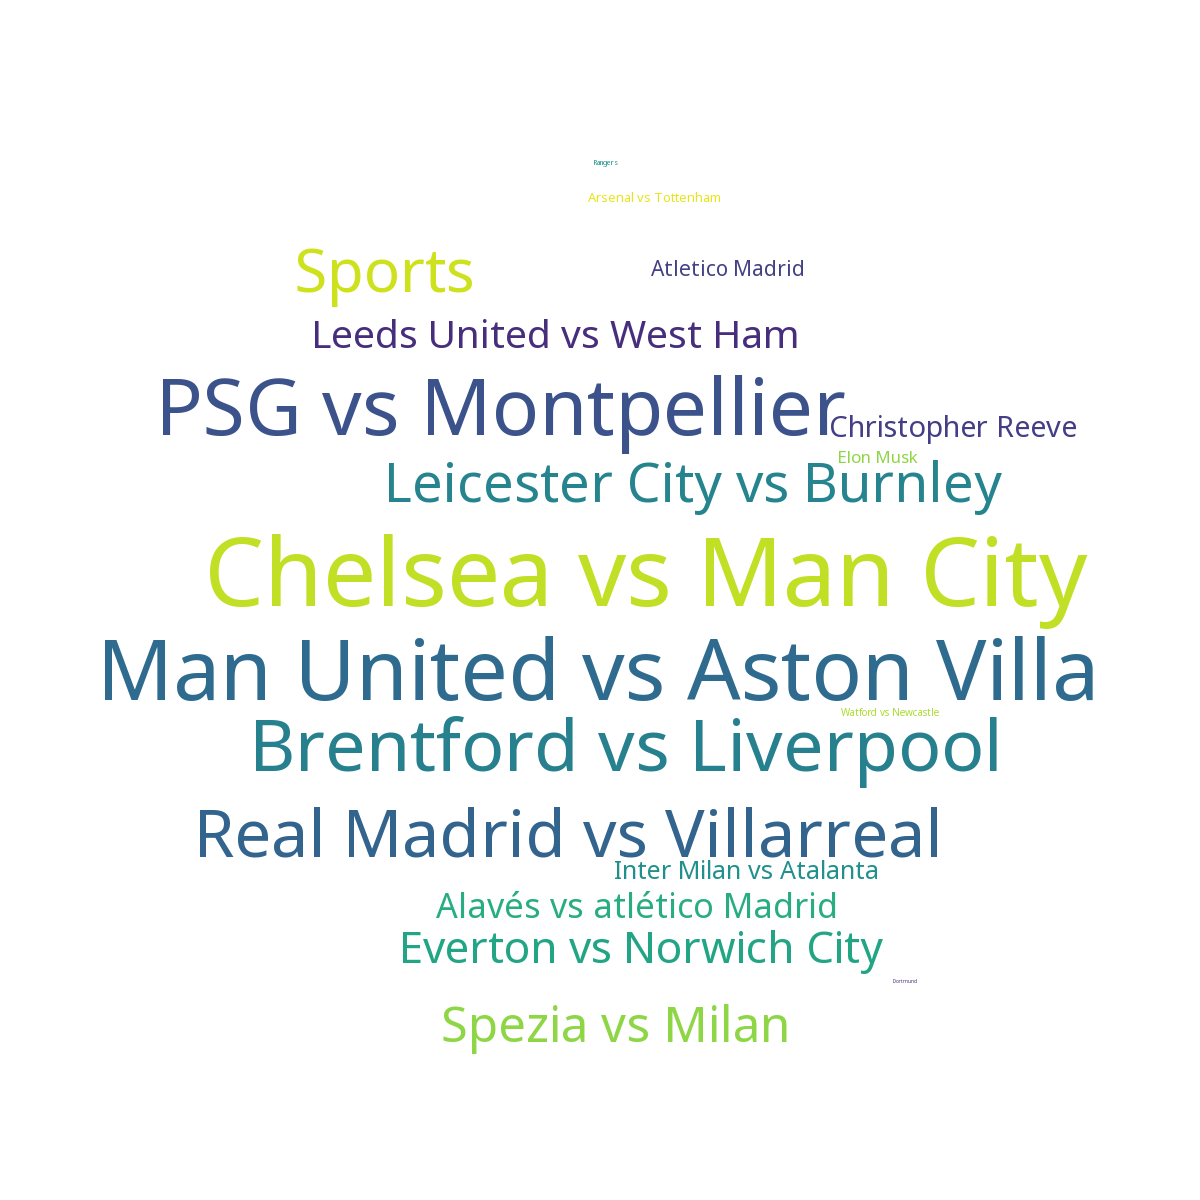 Rangers
Arsenal vs Tottenham
Sports
Atletico Madrid
Leeds United vs West Ham
PSG vs Montpellier
Christopher Reeve
Elon Musk
Leicester City vs Burnley
Chelsea vs Man City
Man United vs Aston Villa
Watford vs Newcastle
Brentford vs Liverpool
Real Madrid vs Villarreal
Inter Milan vs Atalanta
Alavés vs atlético Madrid
Everton vs Norwich City
Dortmund
Spezia vs Milan